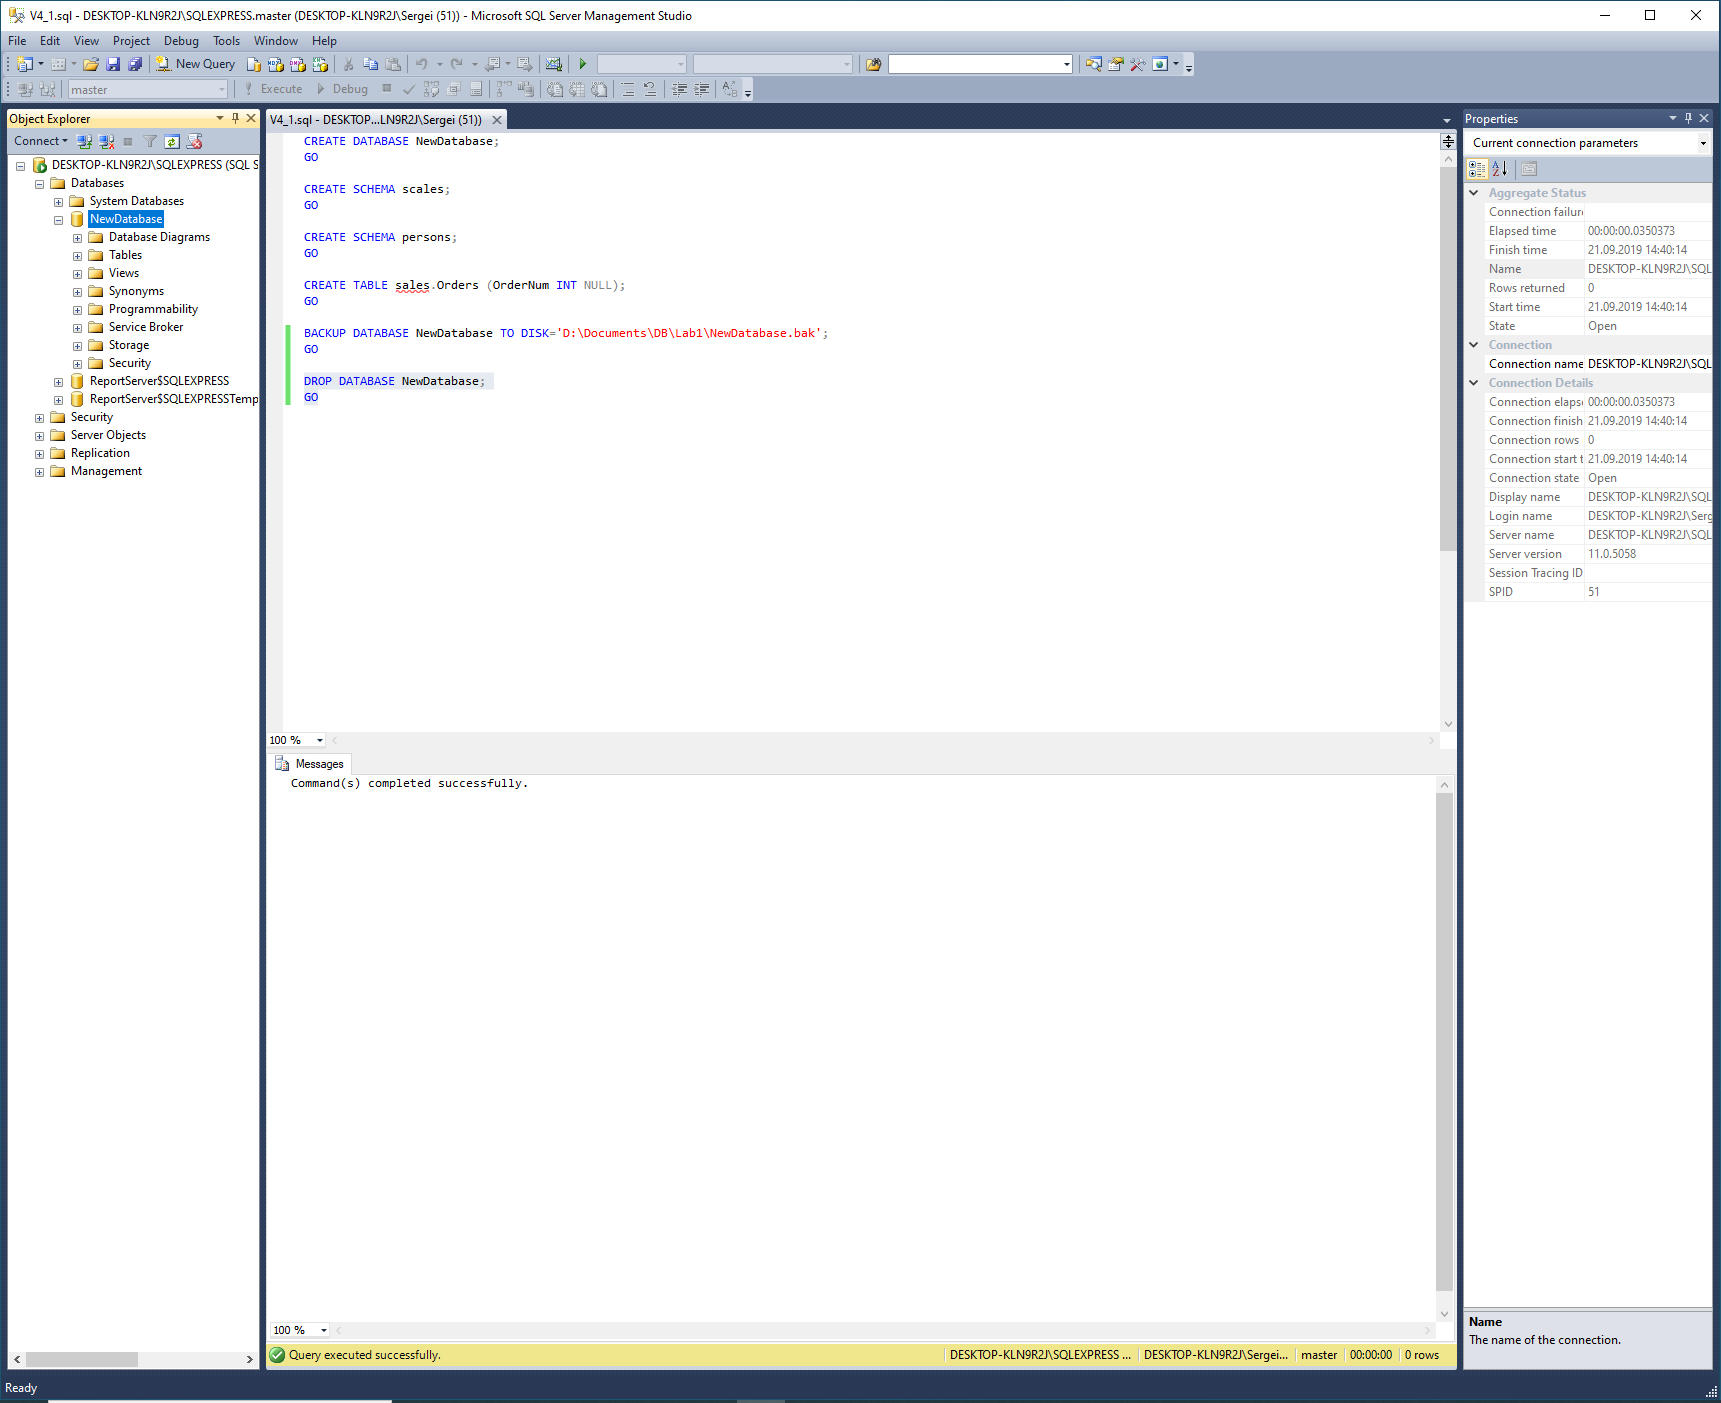 V4_1.sql - DESKTOP-KLN9R2J\SQLEXPRESS.master (DESKTOP-KLN9R2J\Sergei (51)) - Microsoft SQL Server Management Studio
File Edit View Project Debug Tools Window Help
New Query
master Execute Debug
Object Explorer
Connect
DESKTOP-KLN9R2J\SQLEXPRESS (SQL S
Databases
System Databases
NewDatabase
Database Diagrams
Tables
Views
Synonyms
Programmability
Service Broker
Storage
Security
ReportServer$SQLEXPRESS
ReportServer$SQLEXPRESSTemp
Security
Server Objects
Replication
Management
V4_1.sql - DESKTOP...LN9R2J\Sergei (51))
CREATE DATABASE NewDatabase;
GO
CREATE SCHEMA scales;
GO
CREATE SCHEMA persons;
GO
CREATE TABLE sales.Orders (OrderNum INT NULL);
GO
BACKUP DATABASE NewDatabase TO DISK='D:\Documents\DB\Lab1\NewDatabase.bak';
GO
DROP DATABASE NewDatabase;
GO
100 %
Messages
Command(s) completed successfully.
100 %
Query executed successfully. DESKTOP-KLN9R2J\SQLEXPRESS ... DESKTOP-KLN9R2J\Sergei... master 00:00:00 0 rows
Properties
Current connection parameters
Aggregate Status
Connection failure
Elapsed time 00:00:00.0350373
Finish time 21.09.2019 14:40:14
Name DESKTOP-KLN9R2J\SQL
Rows returned 0
Start time 21.09.2019 14:40:14
State Open
Connection
Connection name DESKTOP-KLN9R2J\SQL
Connection Details
Connection elaps 00:00:00.0350373
Connection finish 21.09.2019 14:40:14
Connection rows 0
Connection start t 21.09.2019 14:40:14
Connection state Open
Display name DESKTOP-KLN9R2J\SQL
Login name DESKTOP-KLN9R2J\Serg
Server name DESKTOP-KLN9R2J\SQL
Server version 11.0.5058
Session Tracing ID
SPID 51
Name
The name of the connection.
Ready